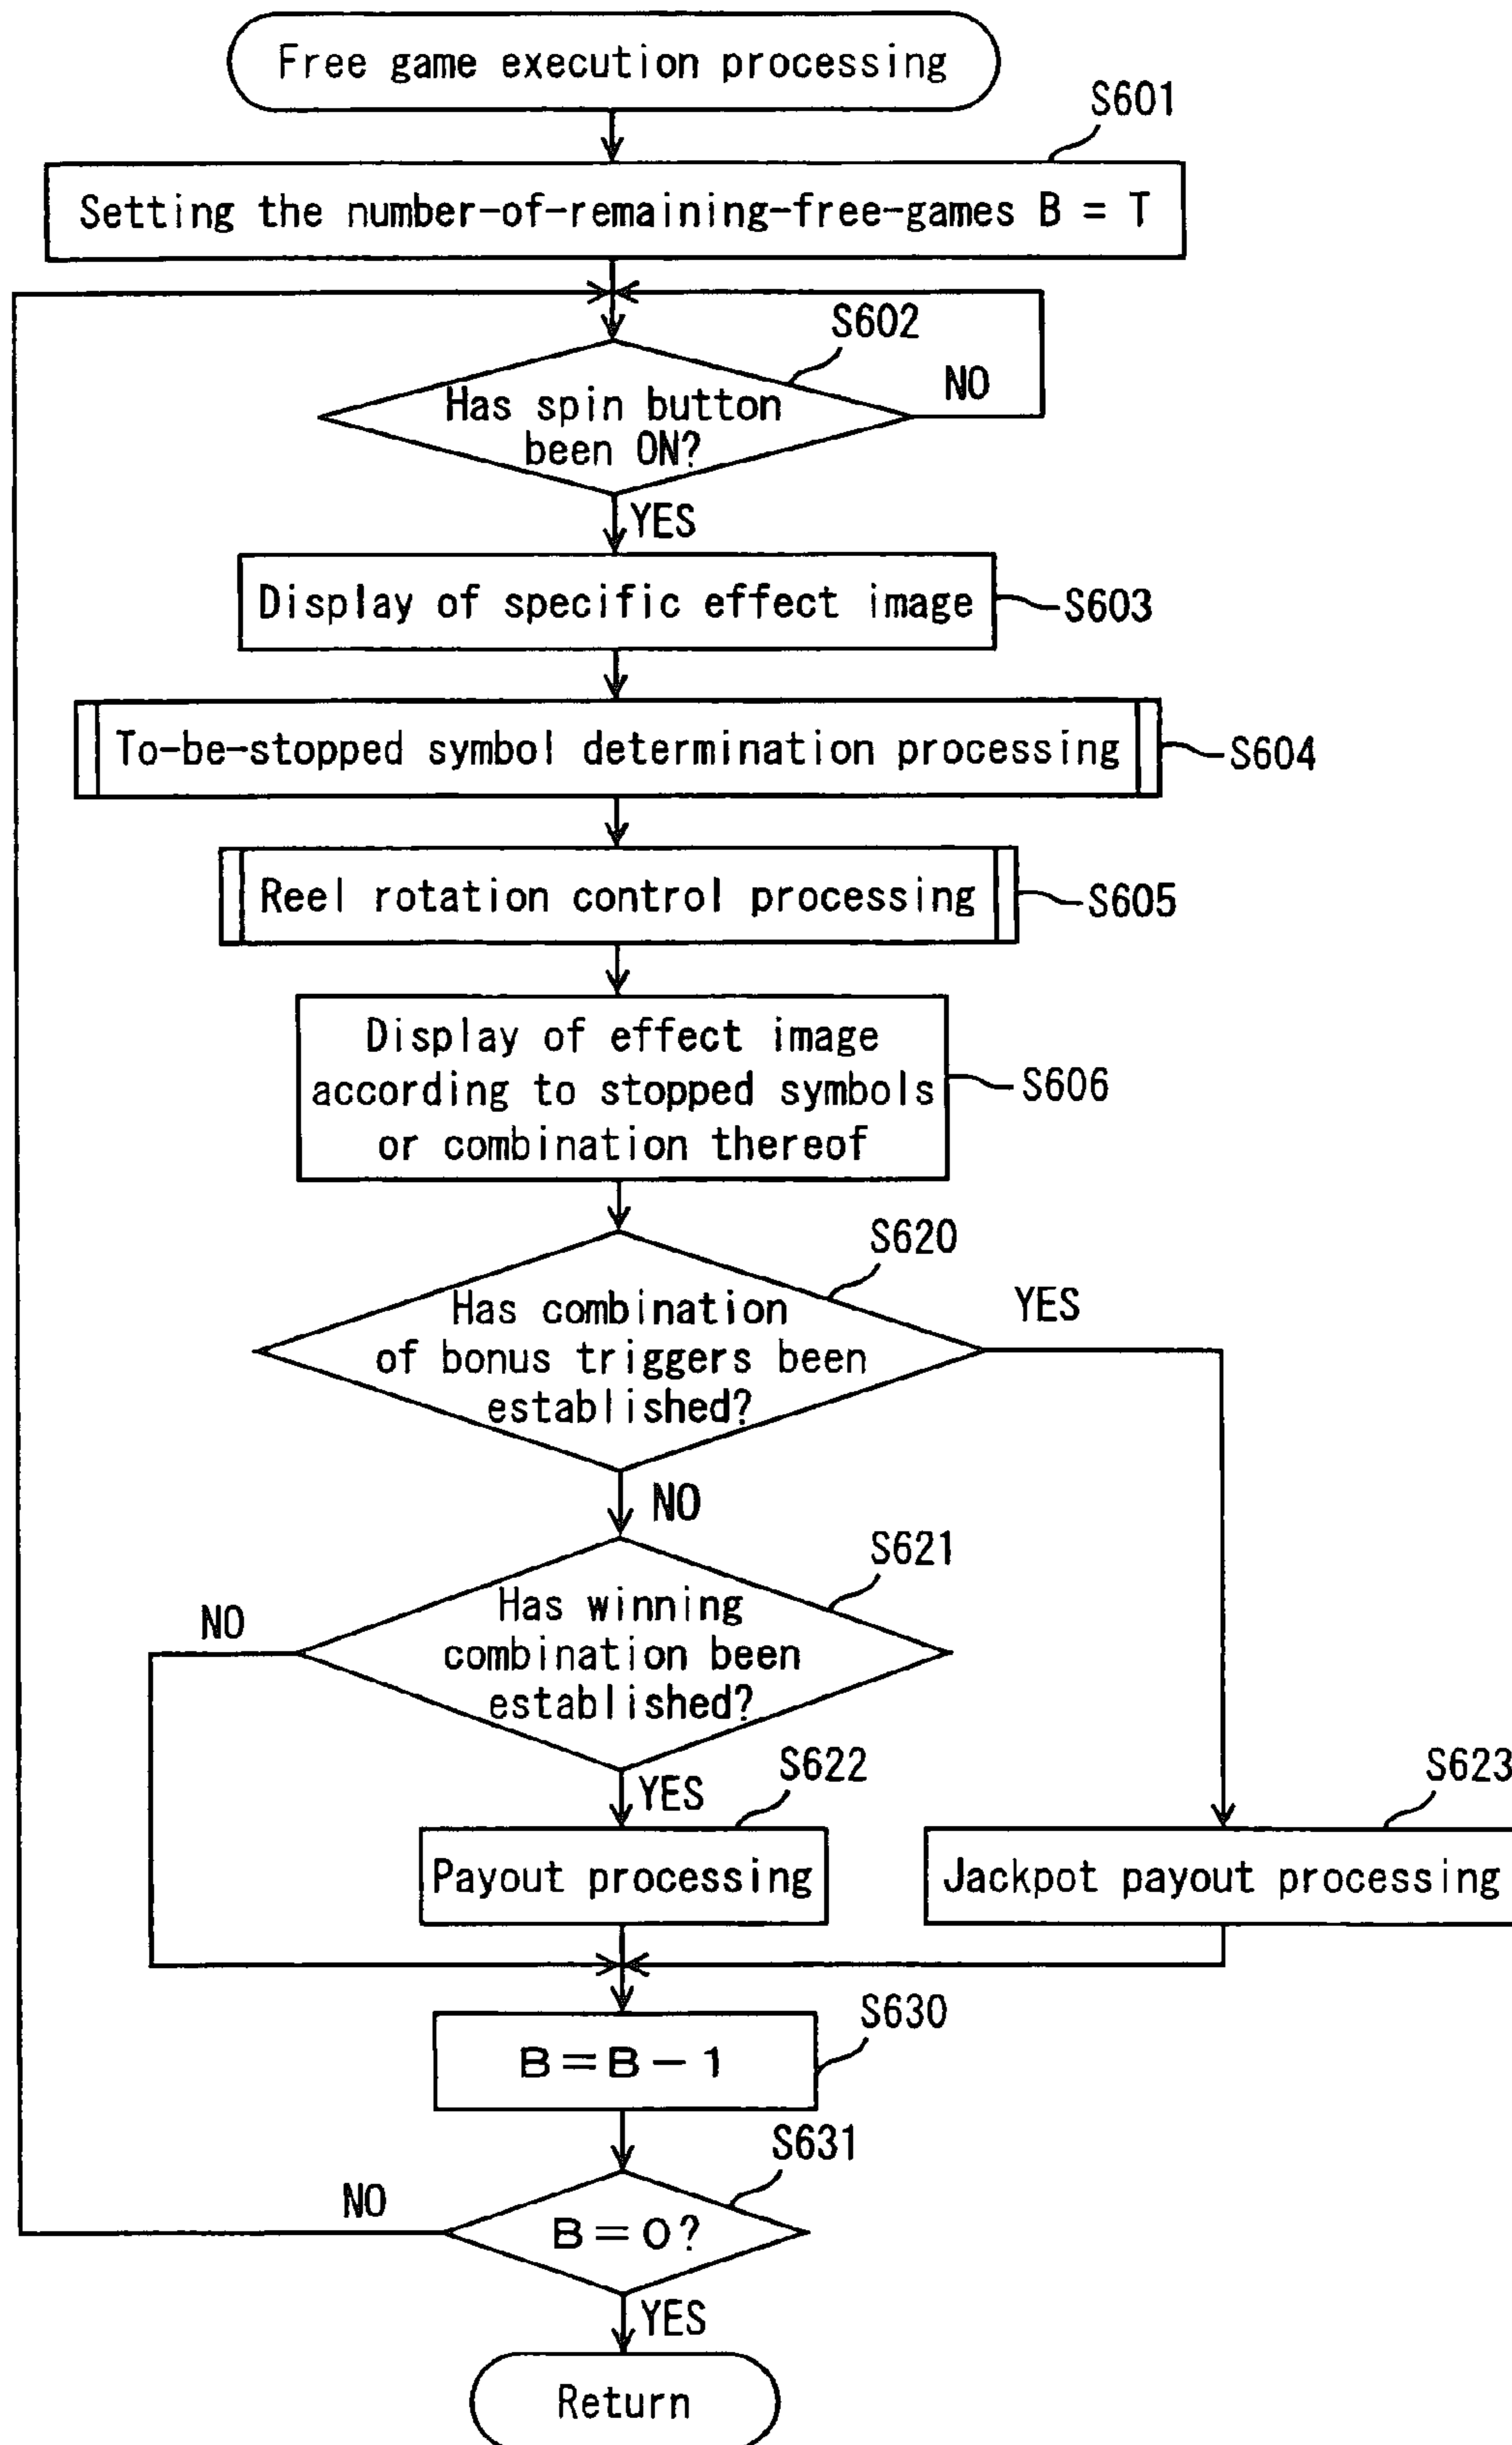 Free game execution processing
S601
Setting the number-of-remaining-free-games B = T
S602
Has spin button
been ON?
NO
YES
Display of specific effect image
S603
To-be-stopped symbol determination processing
S604
Reel rotation control processing
S605
Display of effect image
according to stopped symbols
or combination thereof
S606
S620
Has combination
of bonus triggers been
established?
YES
NO
S621
Has winning
combination been
established?
NO
YES
S622
Payout processing
S623
Jackpot payout processing
S630
B=B-1
S631
B=0?
NO
YES
Return